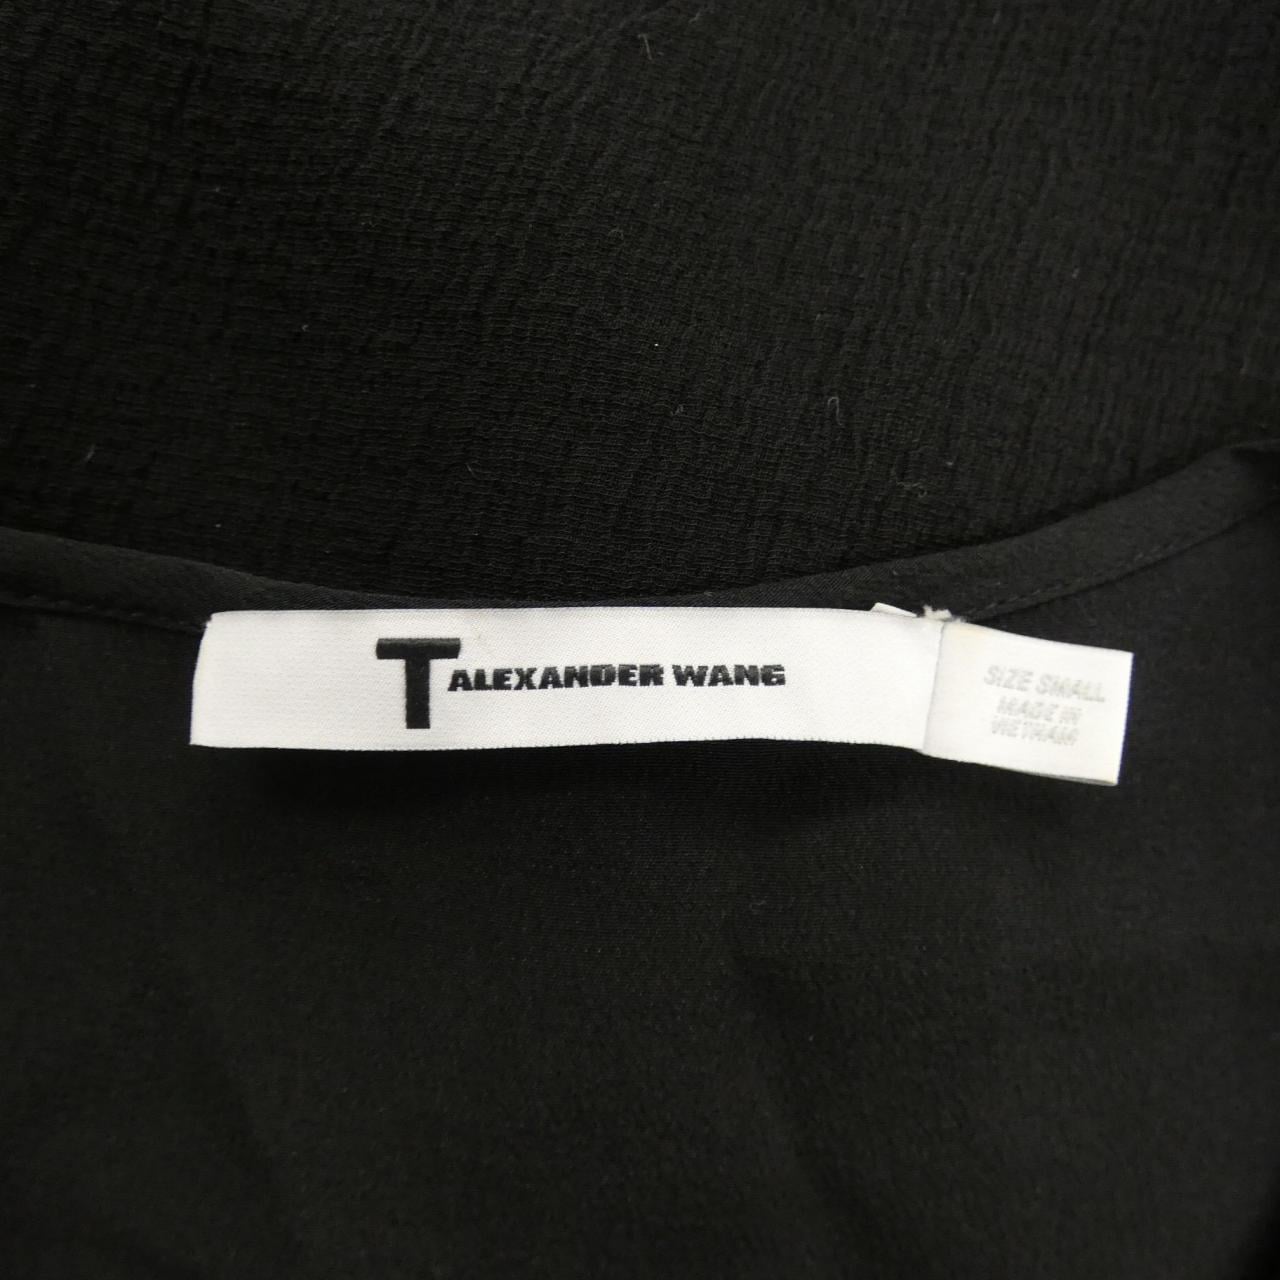 T ALEXANDER WANG
SIZE SMALL
MADE IN
VIETNAM